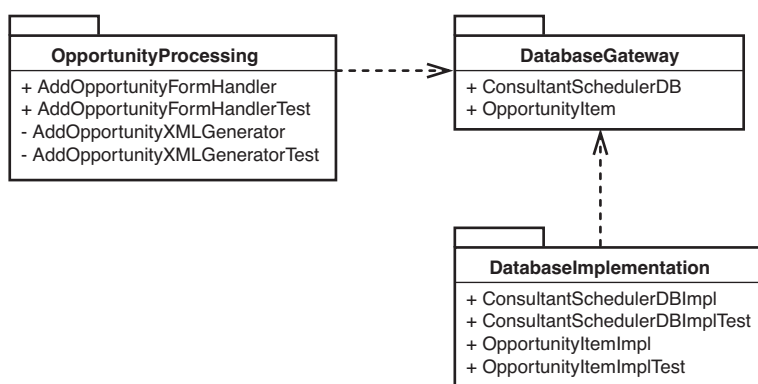 OpportunityProcessing
+ AddOpportunityFormHandler
+ AddOpportunityFormHandlerTest
- AddOpportunityXMLGenerator
- AddOpportunityXMLGeneratorTest
DatabaseGateway
+ ConsultantSchedulerDB
+ OpportunityItem
DatabaseImplementation
+ ConsultantSchedulerDBImpl
+ ConsultantSchedulerDBImplTest
+ OpportunityItemImpl
+ OpportunityItemImplTest